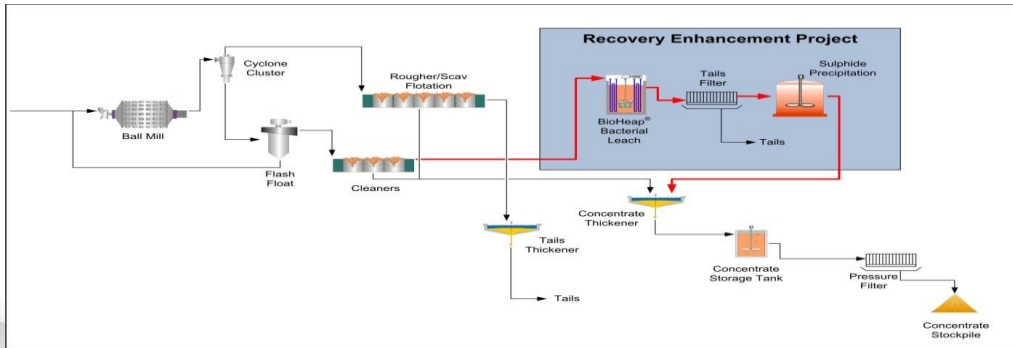 Recovery Enhancement Project
Cyclone
Cluster
Rougher/Scav
Flotation
Tails
Filter
Sulphide
Precipitation
BioHeap®
Bacterial
Leach
Tails
Ball Mill
Flash
Float
Cleaners
Concentrate
Thickener
Tails
Thickener
Concentrate
Storage Tank
Pressure
Filter
Tails
Concentrate
Stockpile